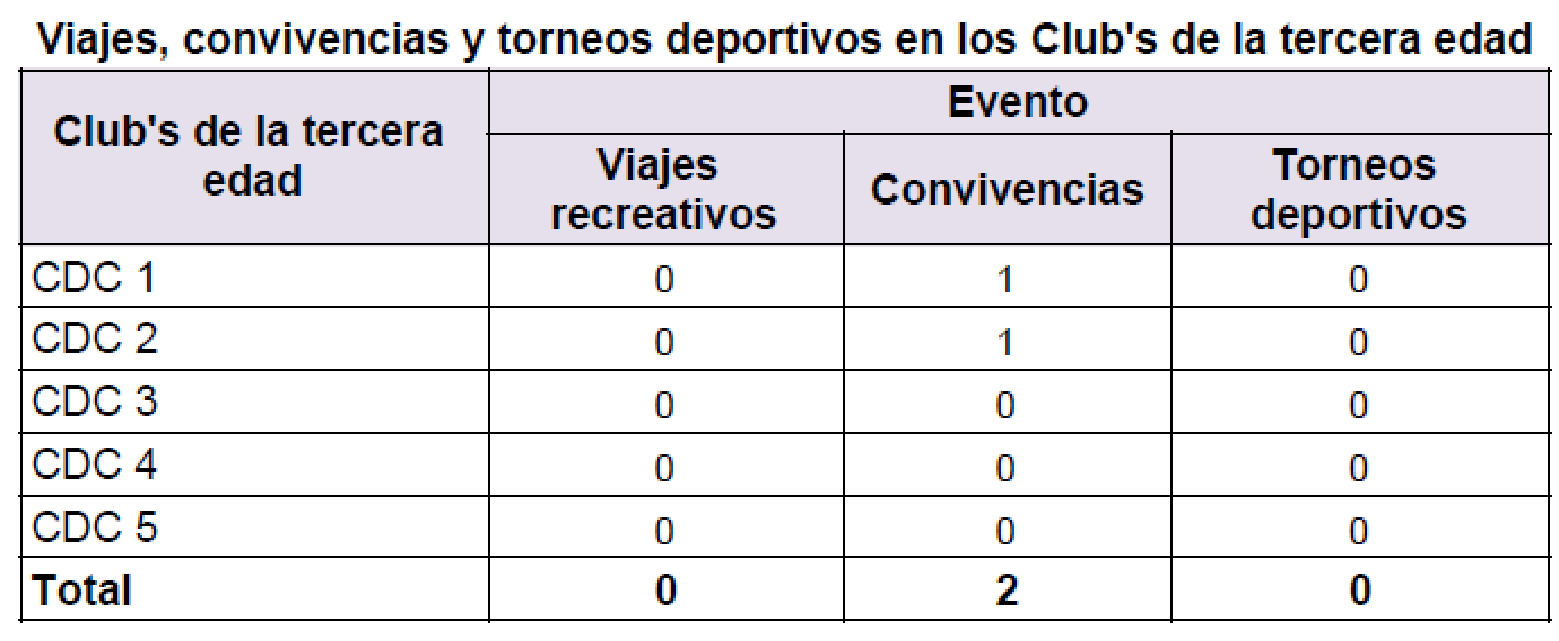 Viajes, convivencias y torneos deportivos en los Club's de la tercera edad
Club's de la tercera
edad
Evento
Viajes
recreativos
Convivencias
Torneos
deportivos
CDC 1 0 1 0
CDC 2 0 1 0
CDC 3 0 0 0
CDC 4 0 0 0
CDC 5 0 0 0
Total 0 2 0